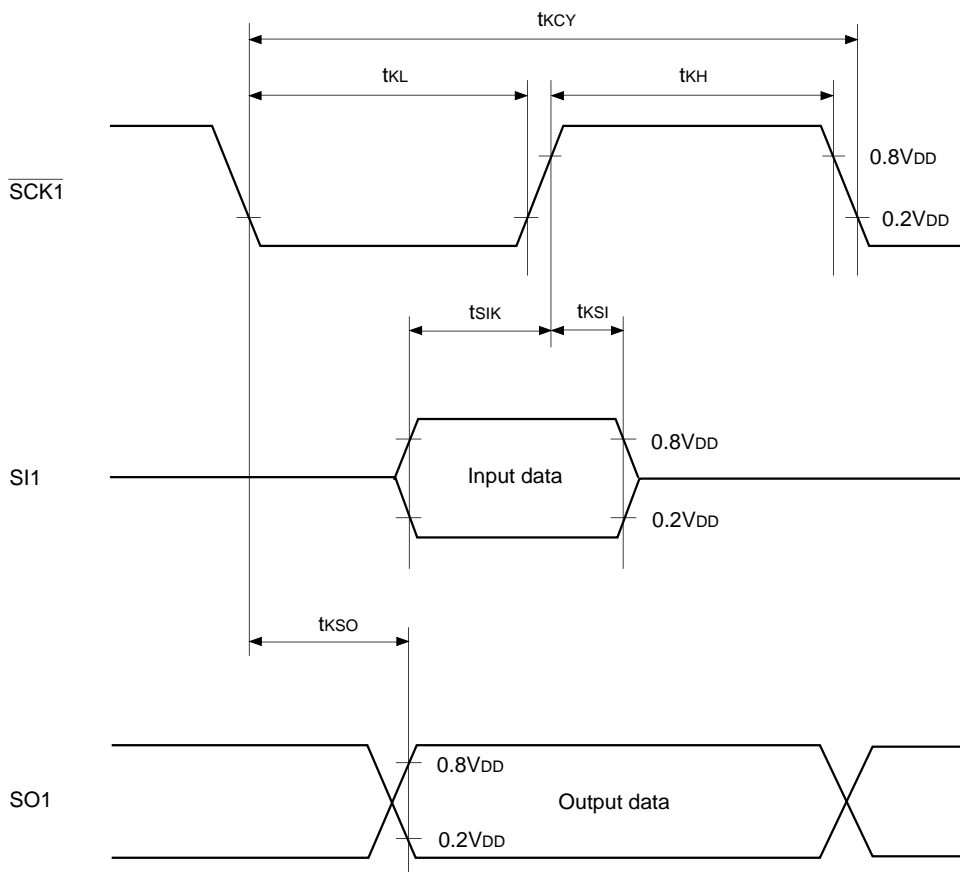 tKCY
tKL
tKH
SCK1
0.8VDD
0.2VDD
tSIK
tKSI
SI1
Input data
0.8VDD
0.2VDD
tKSO
SO1
0.8VDD
Output data
0.2VDD